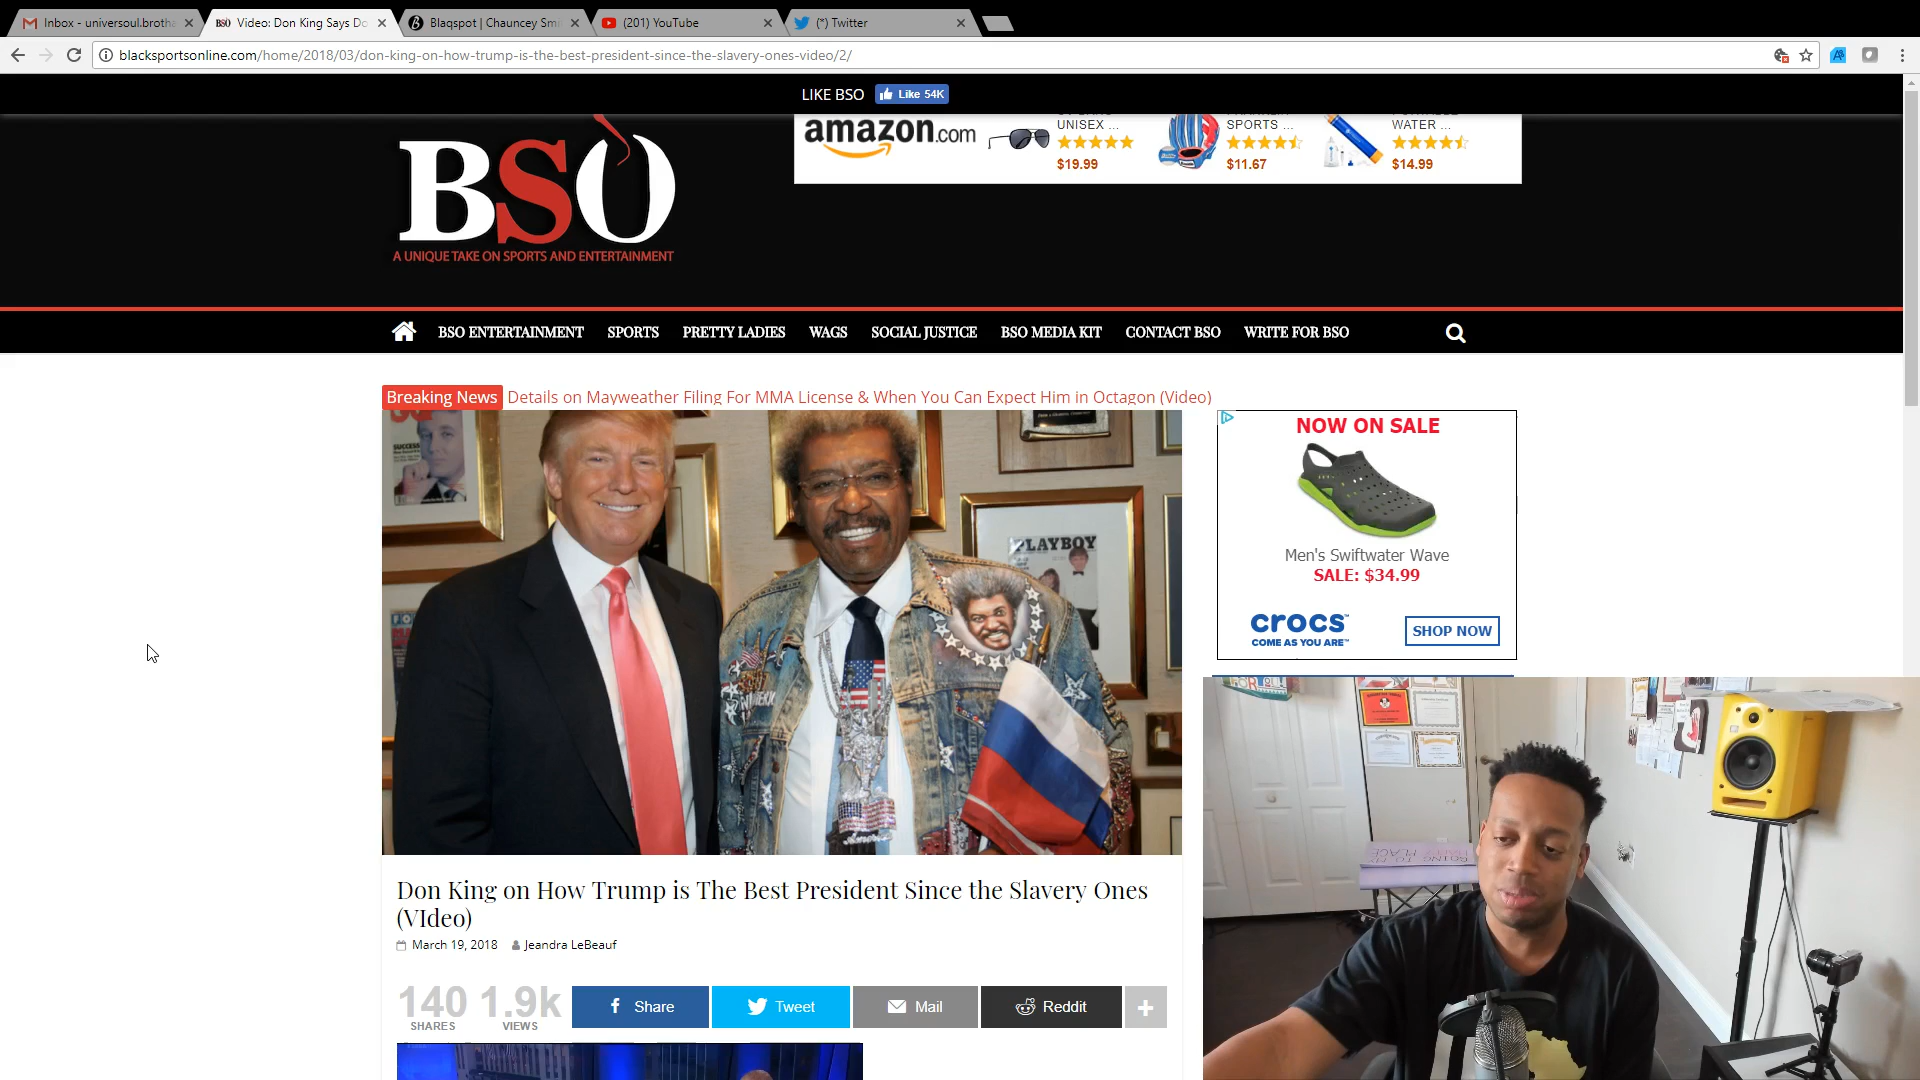 Inbox - universoul.brotha
Video: Don King Says Do
Blaqspot | Chauncey Smi
(201) YouTube
(*) Twitter
blacksportsonline.com/home/2018/03/don-king-on-how-trump-is-the-best-president-since-the-slavery-ones-video/2/
LIKE BSO
Like 54K
BSO
A UNIQUE TAKE ON SPORTS AND ENTERTAINMENT
amazon.com
UNISEX ...
$19.99
SPORTS ...
$11.67
WATER ...
$14.99
BSO ENTERTAINMENT
SPORTS
PRETTY LADIES
WAGS
SOCIAL JUSTICE
BSO MEDIA KIT
CONTACT BSO
WRITE FOR BSO
Breaking News
Details on Mayweather Filing For MMA License & When You Can Expect Him in Octagon (Video)
SUCCESS
PLAYBOY
NOW ON SALE
Men's Swiftwater Wave
SALE: $34.99
crocs
COME AS YOU ARE
SHOP NOW
Don King on How Trump is The Best President Since the Slavery Ones
(VIdeo)
March 19, 2018
Jeandra LeBeauf
140
SHARES
1.9k
VIEWS
Share
Tweet
Mail
Reddit
+